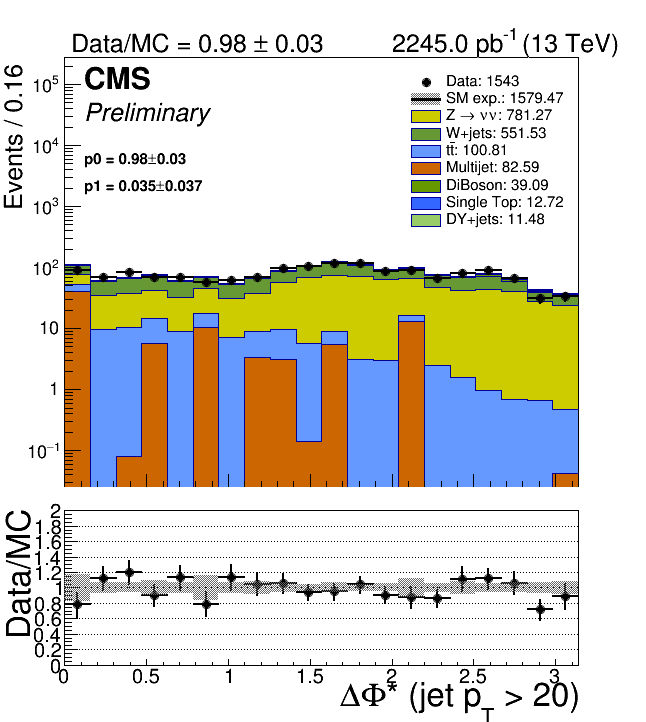 Data/MC = 0.98 ± 0.03 2245.0 pb⁻¹ (13 TeV)
CMS
Preliminary
p0 = 0.98±0.03
p1 = 0.035±0.037
Data: 1543
SM exp.: 1579.47
Z → νν: 781.27
W+jets: 551.53
tt̄: 100.81
Multijet: 82.59
DiBoson: 39.09
Single Top: 12.72
DY+jets: 11.48
Events / 0.16
10⁵
10⁴
10³
10²
10
1
10⁻¹
Data/MC
2
1.8
1.6
1.4
1.2
1
0.8
0.6
0.4
0.2
0
0 0.5 1 1.5 2 2.5 3
ΔΦ* (jet p_T > 20)